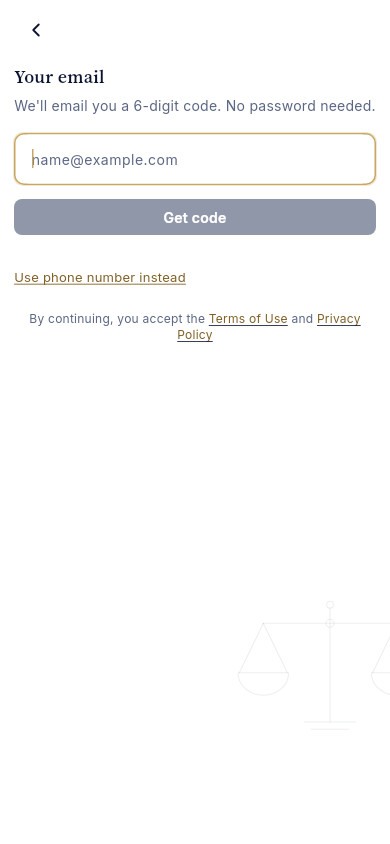 Your email
We'll email you a 6-digit code. No password needed.
name@example.com
Get code
Use phone number instead
By continuing, you accept the Terms of Use and Privacy
Policy